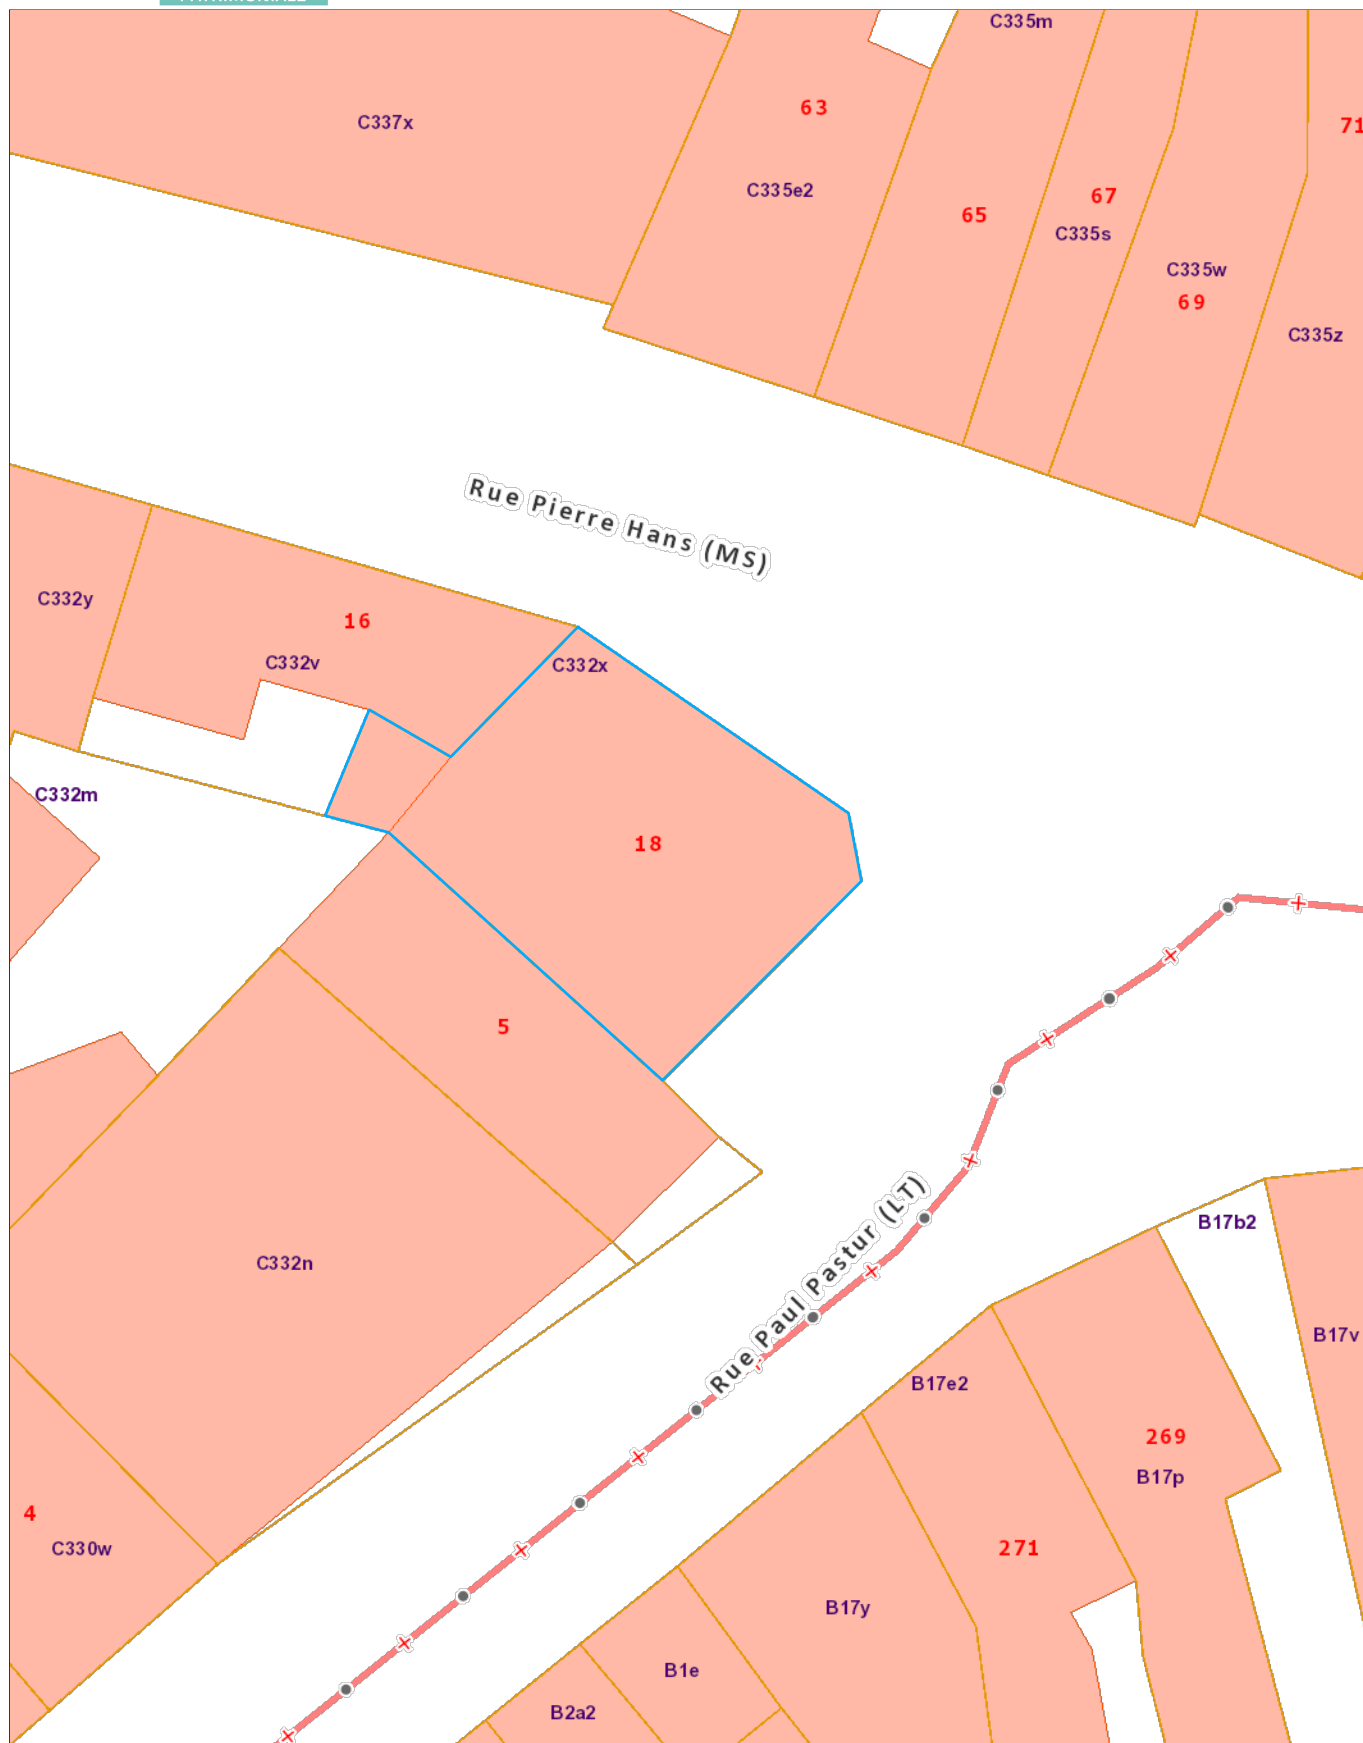 C335m
63
C337x
71
C335e2
67
65
C335s
C335w
69
C335z
Rue Pierre Hans (MS)
C332y
16
C332v
C332x
C332m
18
5
Rue Paul Pastur (LT)
B17b2
C332n
B17v
B17e2
269
B17p
4
C330w
271
B17y
B1e
B2a2